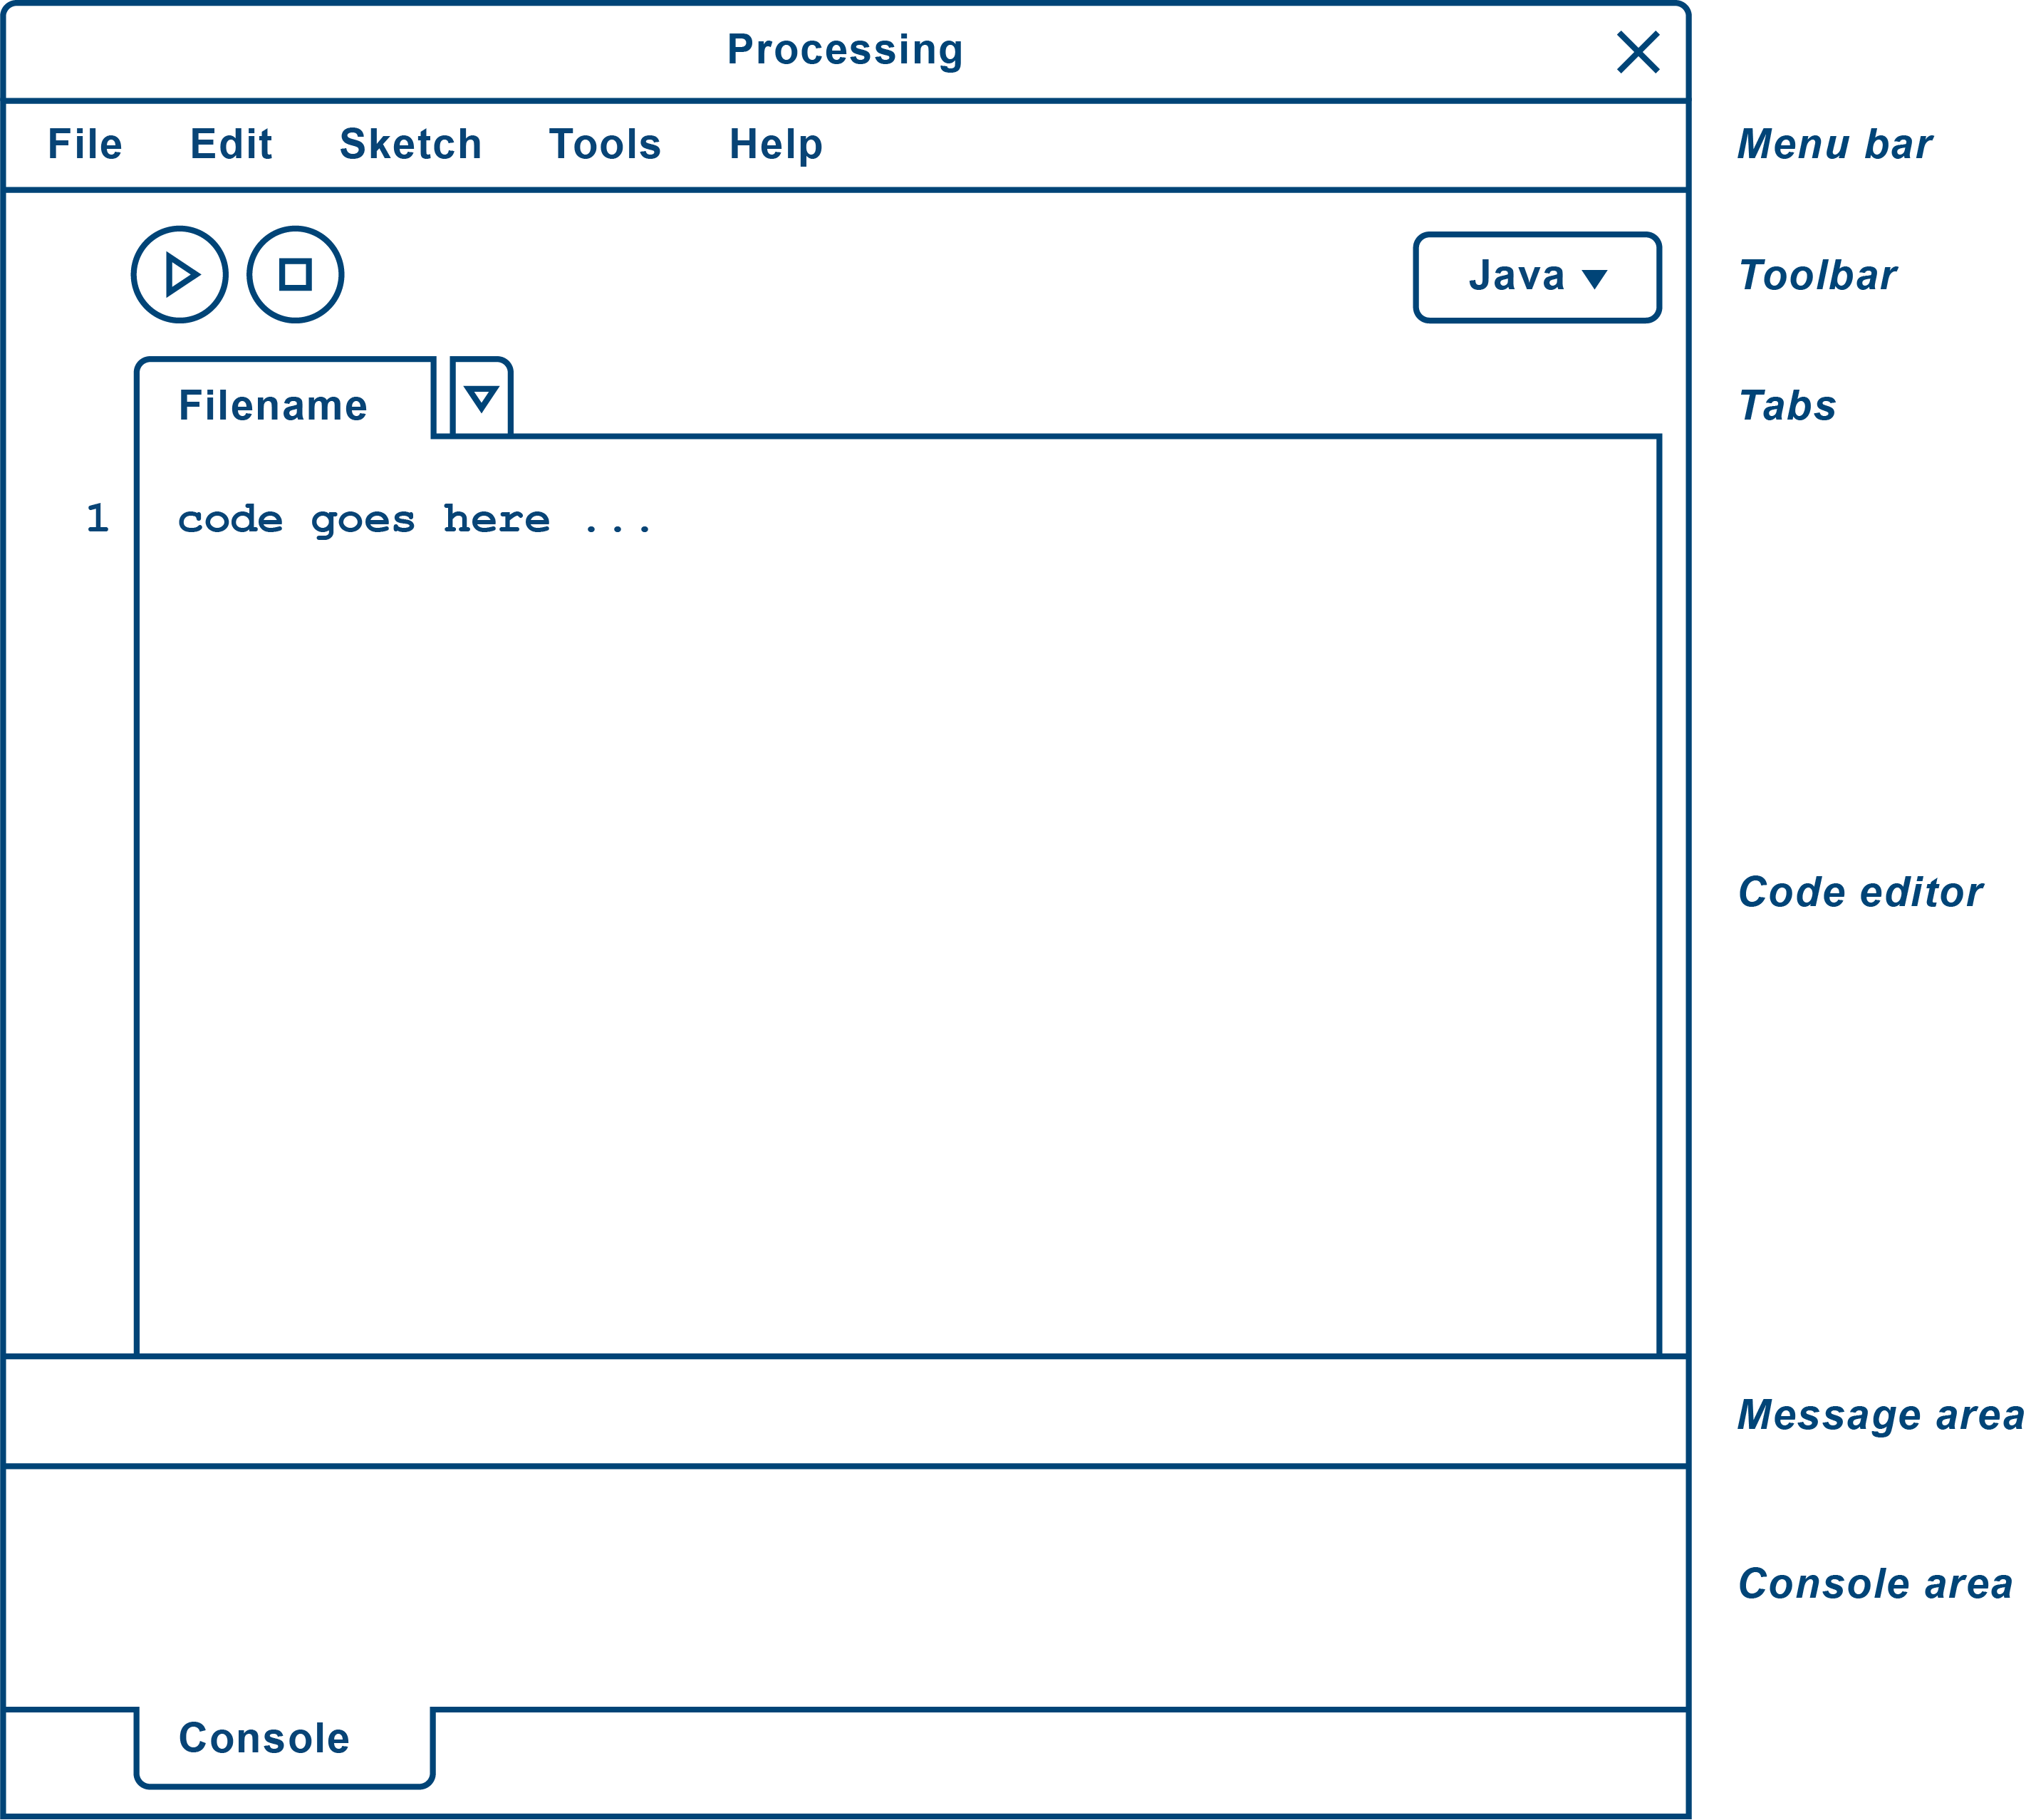 Processing
File Edit Sketch Tools Help
Menu bar
Java
Toolbar
Filename
Tabs
1 code goes here ...
Code editor
Message area
Console area
Console